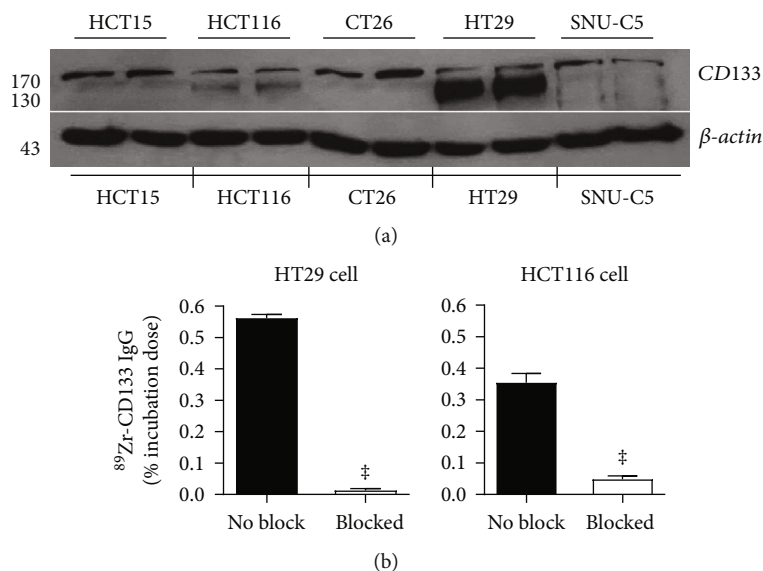 HCT15 HCT116 CT26 HT29 SNU-C5
170
130
CD133
43
β-actin
HCT15 HCT116 CT26 HT29 SNU-C5
(a)
HT29 cell
⁸⁹Zr-CD133 IgG
(% incubation dose)
0.6
0.5
0.4
0.3
0.2
0.1
0.0
‡
No block Blocked
HCT116 cell
0.6
0.5
0.4
0.3
0.2
0.1
0.0
‡
No block Blocked
(b)